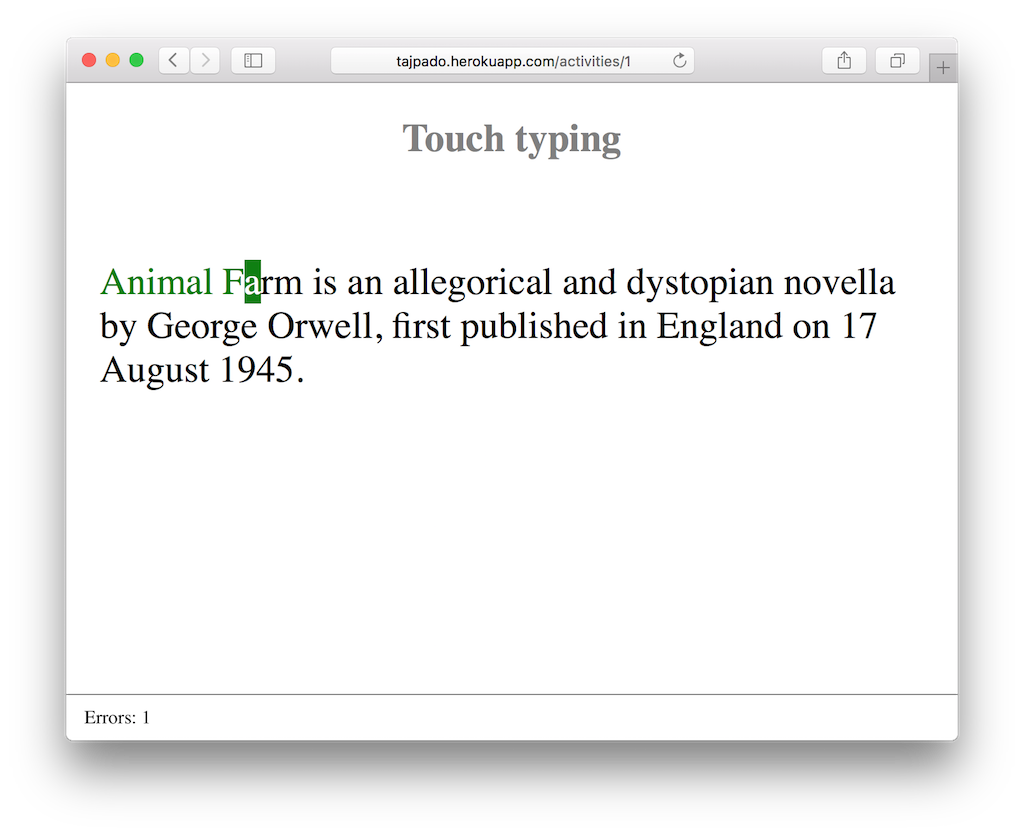 tajpado.herokuapp.com/activities/1
Touch typing
Animal Farm is an allegorical and dystopian novella
by George Orwell, first published in England on 17
August 1945.
Errors: 1